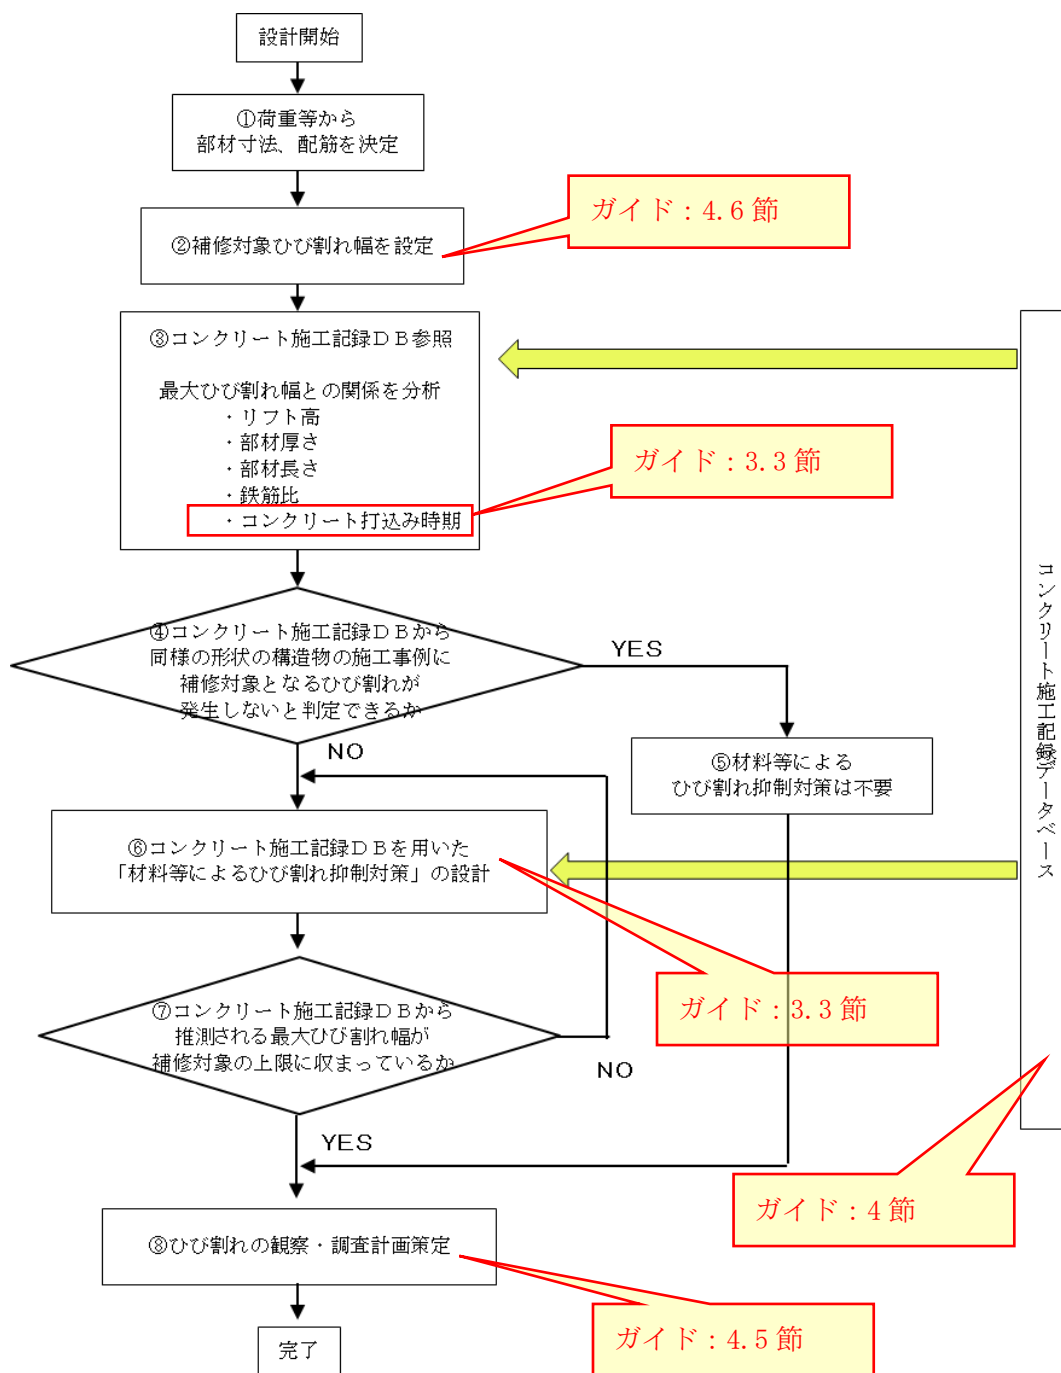 設計開始
①荷重等から
部材寸法、配筋を決定
ガイド：4.6節
②補修対象ひび割れ幅を設定
③コンクリート施工記録ＤＢ参照
最大ひび割れ幅との関係を分析
・リフト高
・部材厚さ
・部材長さ
・鉄筋比
・コンクリート打込み時期
ガイド：3.3節
④コンクリート施工記録ＤＢから
同様の形状の構造物の施工事例に
補修対象となるひび割れが
発生しないと判定できるか
YES
NO
⑤材料等による
ひび割れ抑制対策は不要
コンクリート施工記録データベース
⑥コンクリート施工記録ＤＢを用いた
「材料等によるひび割れ抑制対策」の設計
ガイド：3.3節
⑦コンクリート施工記録ＤＢから
推測される最大ひび割れ幅が
補修対象の上限に収まっているか
NO
YES
ガイド：4節
⑧ひび割れの観察・調査計画策定
ガイド：4.5節
完了